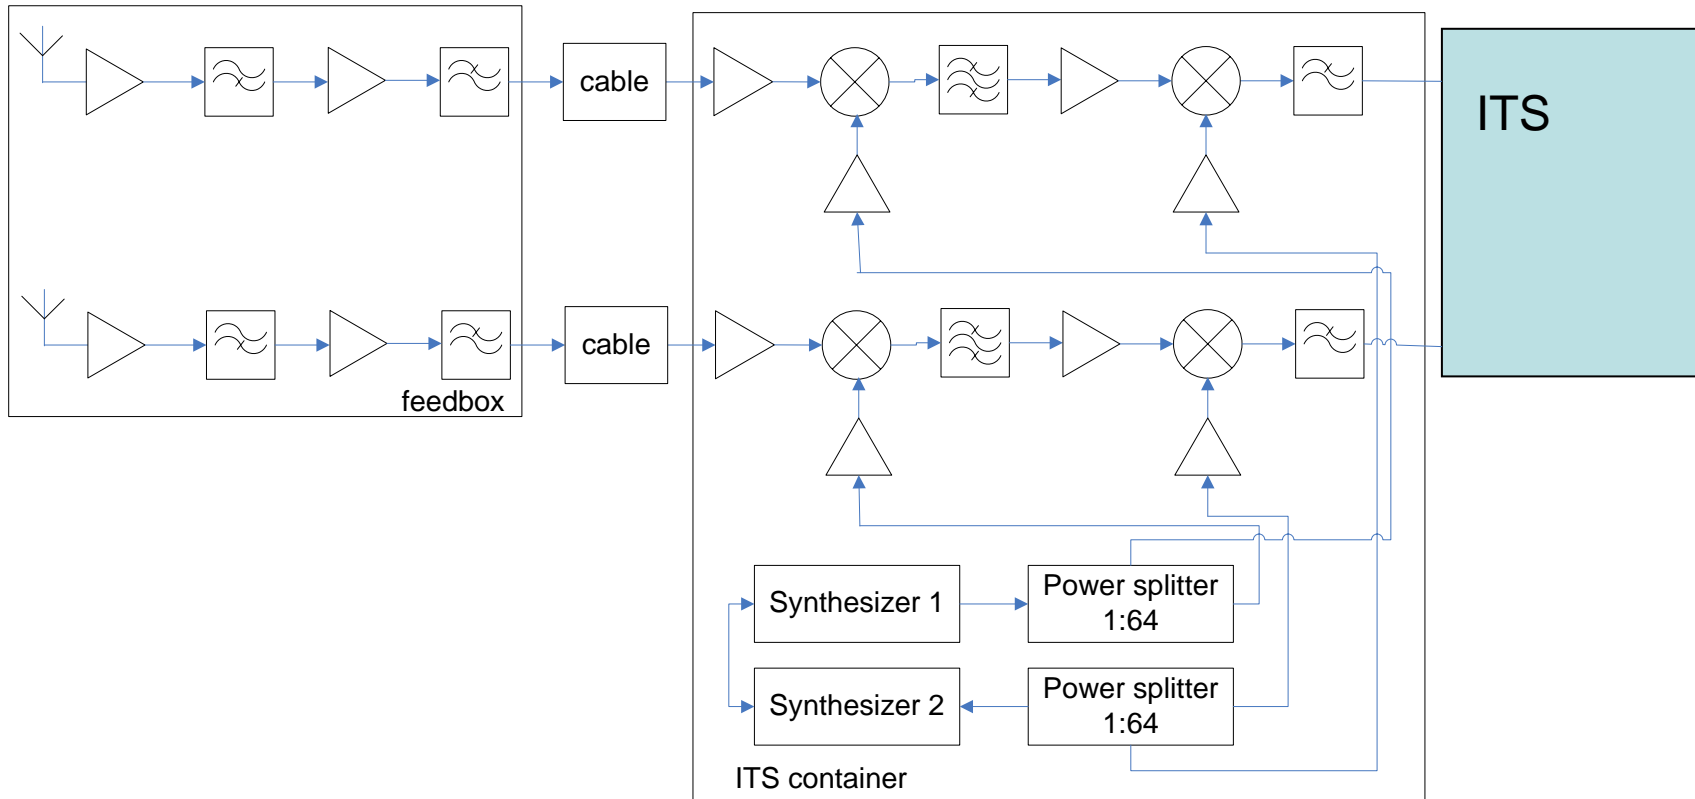 ITS
cable
cable
feedbox
Synthesizer 1
Power splitter
1:64
Synthesizer 2
Power splitter
1:64
ITS container